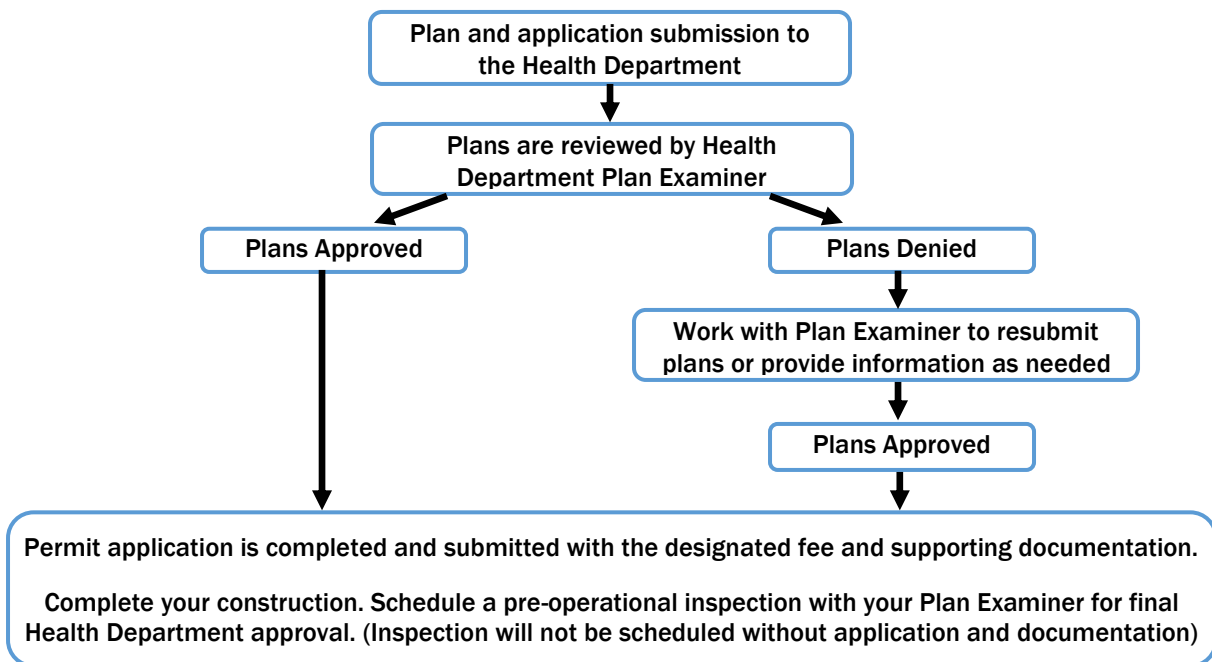 Plan and application submission to
the Health Department
Plans are reviewed by Health
Department Plan Examiner
Plans Approved
Plans Denied
Work with Plan Examiner to resubmit
plans or provide information as needed
Plans Approved
Permit application is completed and submitted with the designated fee and supporting documentation.
Complete your construction. Schedule a pre-operational inspection with your Plan Examiner for final
Health Department approval. (Inspection will not be scheduled without application and documentation)